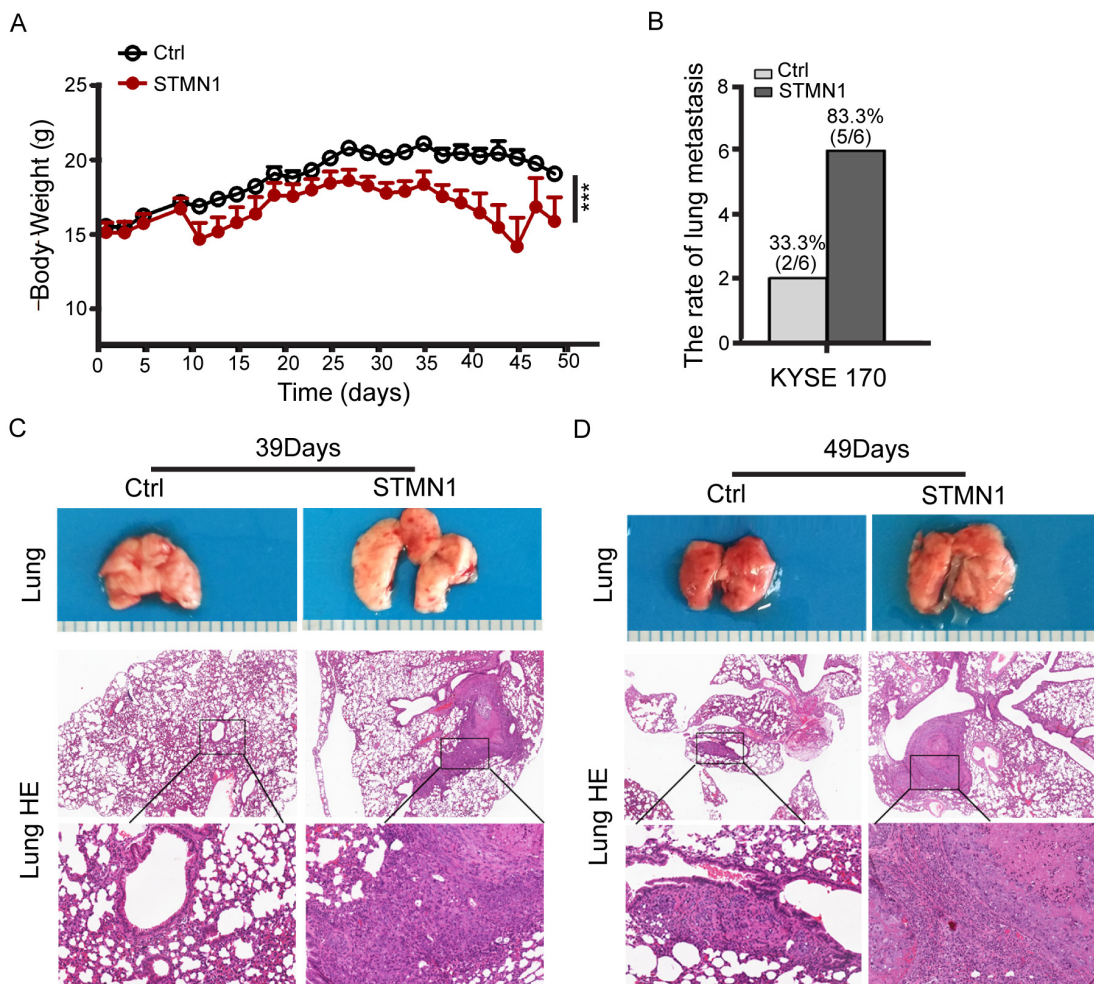 A
Ctrl
STMN1
25
20
15
10
Body Weight (g)
***
0 5 10 15 20 25 30 35 40 45 50
Time (days)
B
Ctrl
STMN1
8
6
4
2
0
The rate of lung metastasis
33.3%
(2/6)
83.3%
(5/6)
KYSE 170
C
39Days
Ctrl STMN1
Lung
Lung HE
D
49Days
Ctrl STMN1
Lung
Lung HE